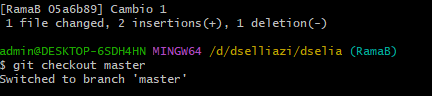 [RamaB 05a6b89] Cambio 1
1 file changed, 2 insertions(+), 1 deletion(-)
admin@DESKTOP-6SDH4HN MINGW64 /d/dselliazi/dselia (RamaB)
$ git checkout master
Switched to branch 'master'